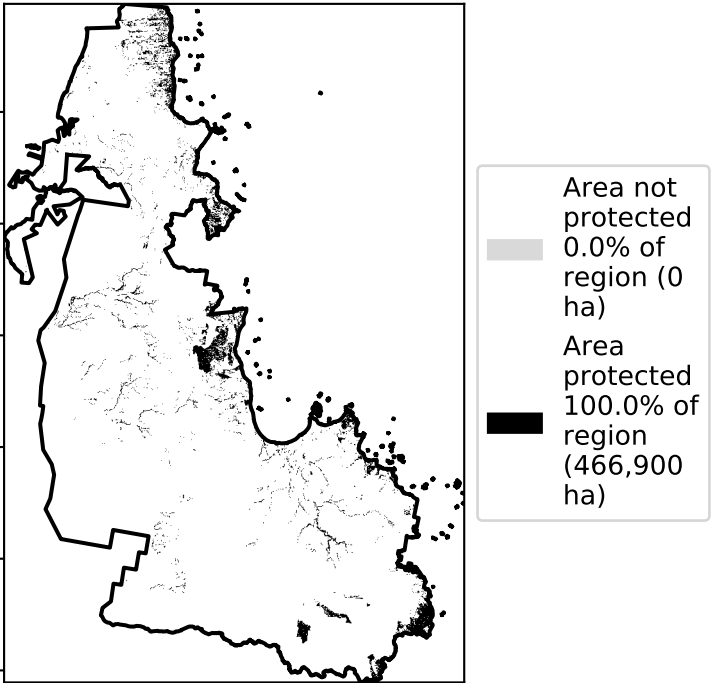 Area not
protected
0.0% of
region (0
ha)
Area
protected
100.0% of
region
(466,900
ha)